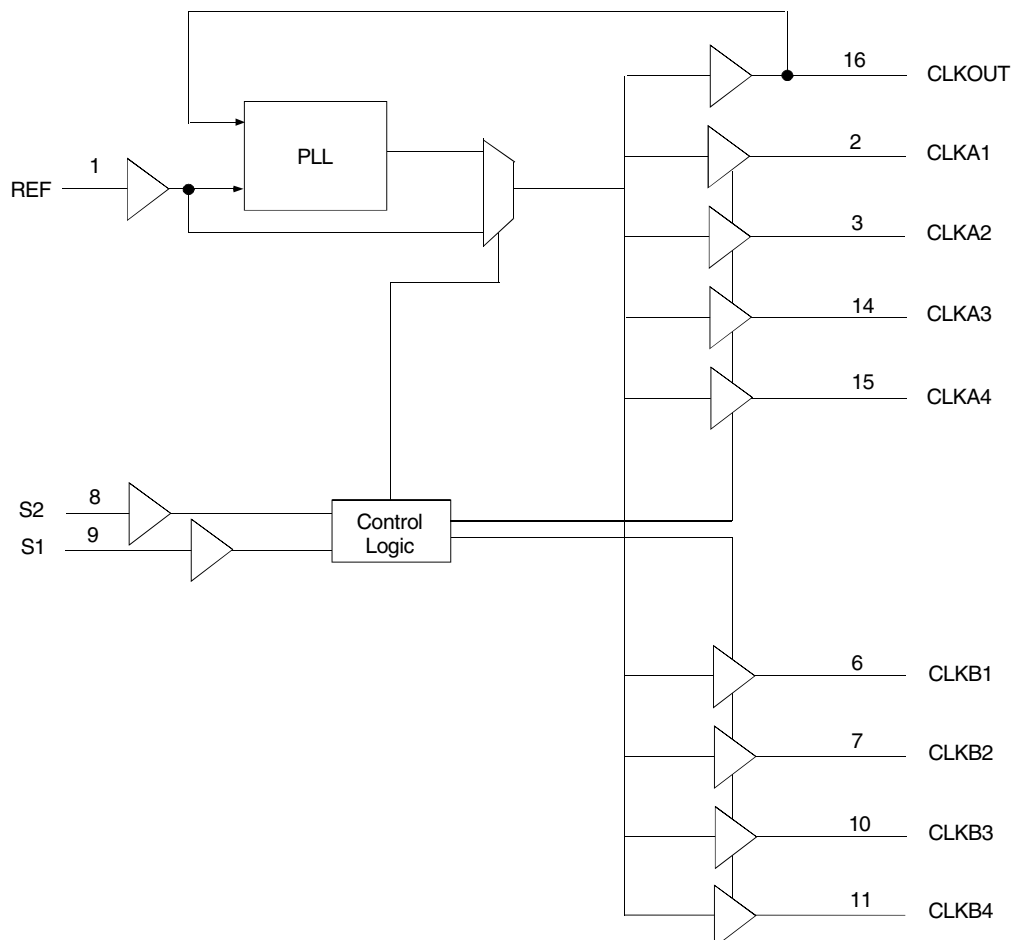 16 CLKOUT
PLL
1
REF
2 CLKA1
3 CLKA2
14 CLKA3
15 CLKA4
S2 8
S1 9
Control
Logic
6 CLKB1
7 CLKB2
10 CLKB3
11 CLKB4